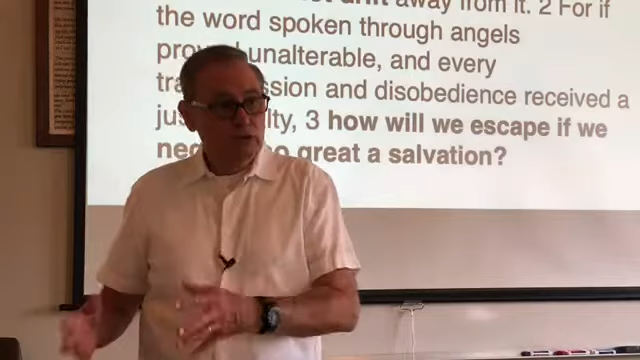 drift away from it. 2 For if
the word spoken through angels
unalterable, and every
and disobedience received a
3 how will we escape if we
great a salvation?